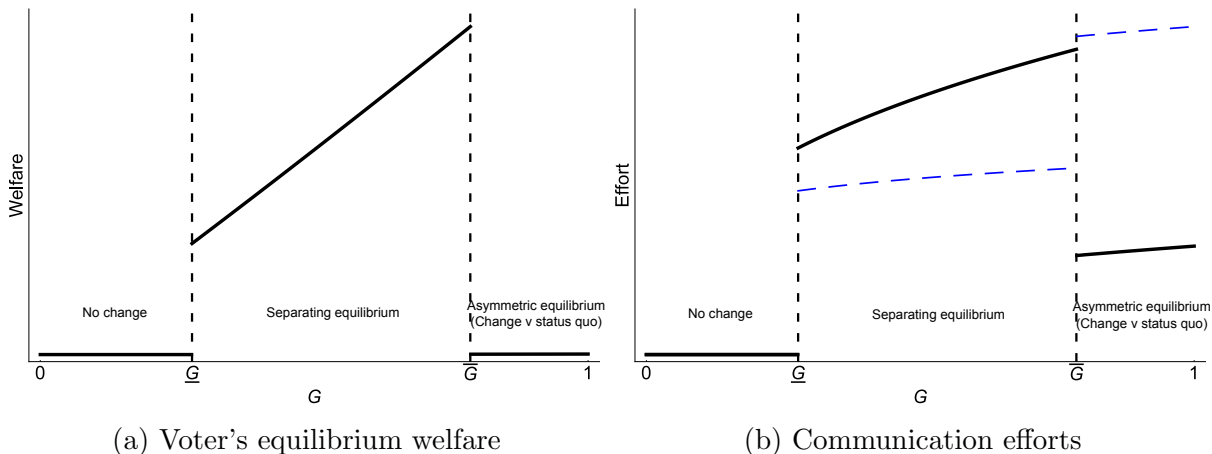 Welfare
No change
Separating equilibrium
Asymmetric equilibrium
(Change v status quo)
0
G
G
1
G
(a) Voter's equilibrium welfare
Effort
No change
Separating equilibrium
Asymmetric equilibrium
(Change v status quo)
0
G
G
1
G
(b) Communication efforts